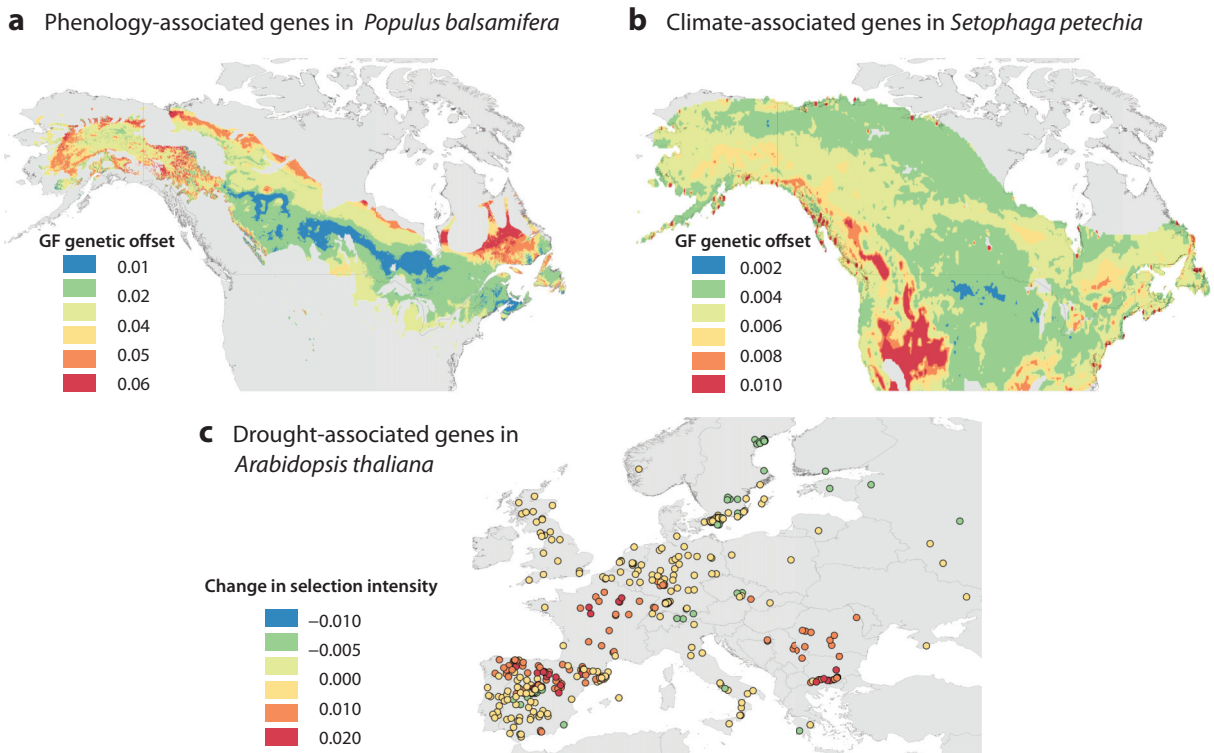 a Phenology-associated genes in Populus balsamifera
GF genetic offset
0.01
0.02
0.04
0.05
0.06
b Climate-associated genes in Setophaga petechia
GF genetic offset
0.002
0.004
0.006
0.008
0.010
c Drought-associated genes in
Arabidopsis thaliana
Change in selection intensity
−0.010
−0.005
0.000
0.010
0.020